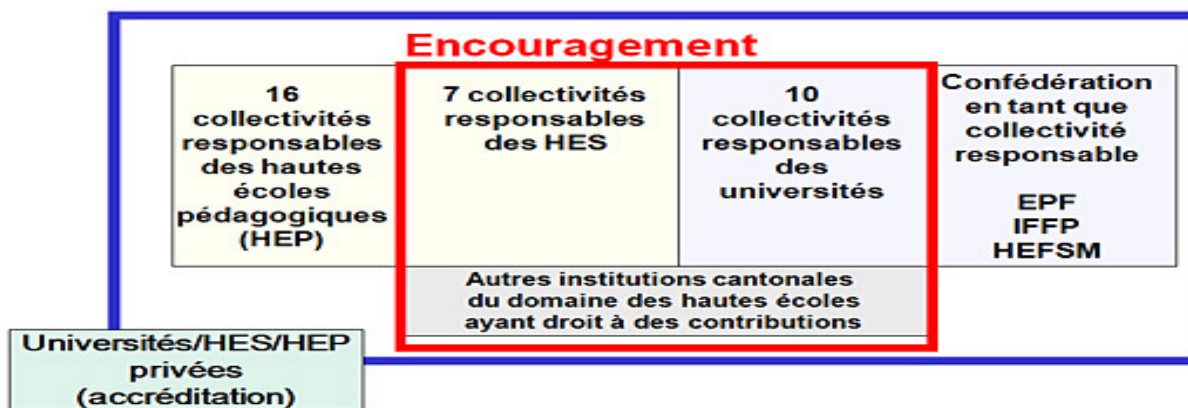 Encouragement
16
collectivités
responsables
des hautes
écoles
pédagogiques
(HEP)
7 collectivités
responsables
des HES
10
collectivités
responsables
des
universités
Confédération
en tant que
collectivité
responsable
EPF
IFFP
HEFSM
Autres institutions cantonales
du domaine des hautes écoles
ayant droit à des contributions
Universités/HES/HEP
privées
(accréditation)